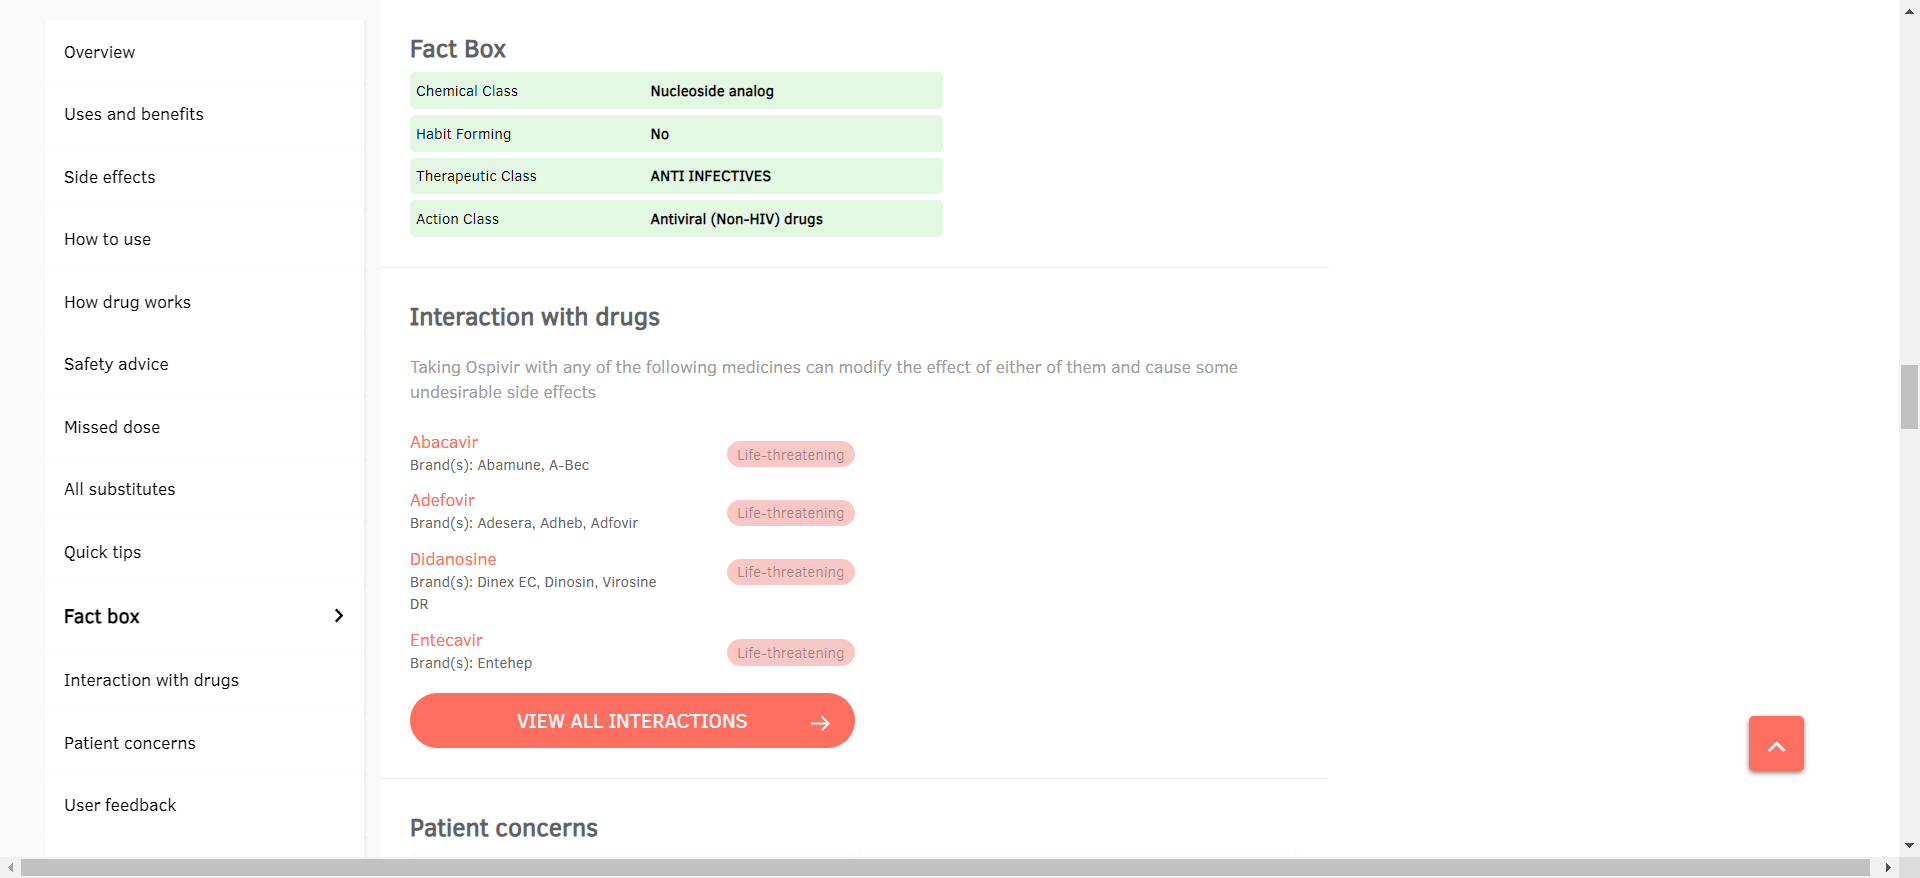 Overview
Uses and benefits
Side effects
How to use
How drug works
Safety advice
Missed dose
All substitutes
Quick tips
Fact box
Interaction with drugs
Patient concerns
User feedback
Fact Box
Chemical Class Nucleoside analog
Habit Forming No
Therapeutic Class ANTI INFECTIVES
Action Class Antiviral (Non-HIV) drugs
Interaction with drugs
Taking Ospivir with any of the following medicines can modify the effect of either of them and cause some
undesirable side effects
Abacavir
Brand(s): Abamune, A-Bec
Life-threatening
Adefovir
Brand(s): Adesera, Adheb, Adfovir
Life-threatening
Didanosine
Brand(s): Dinex EC, Dinosin, Virosine
DR
Life-threatening
Entecavir
Brand(s): Entehep
Life-threatening
VIEW ALL INTERACTIONS
Patient concerns